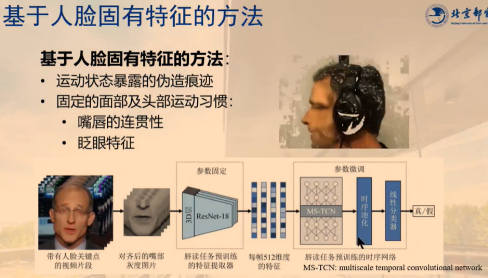 基于人脸固有特征的方法
基于人脸固有特征的方法:
• 运动状态暴露的伪造痕迹
• 固定的面部及头部运动习惯:
• 嘴唇的连贯性
• 眨眼特征
参数固定
参数微调
3D卷积
ResNet-18
MS-TCN
时序池化
线性分类器
真/假
带有人脸关键点
的视频片段
对齐后的嘴部
灰度图片
唇读任务预训练
的特征提取器
每帧512维度
的特征
唇读任务预训练的时序网络
MS-TCN: multiscale temporal convolutional network